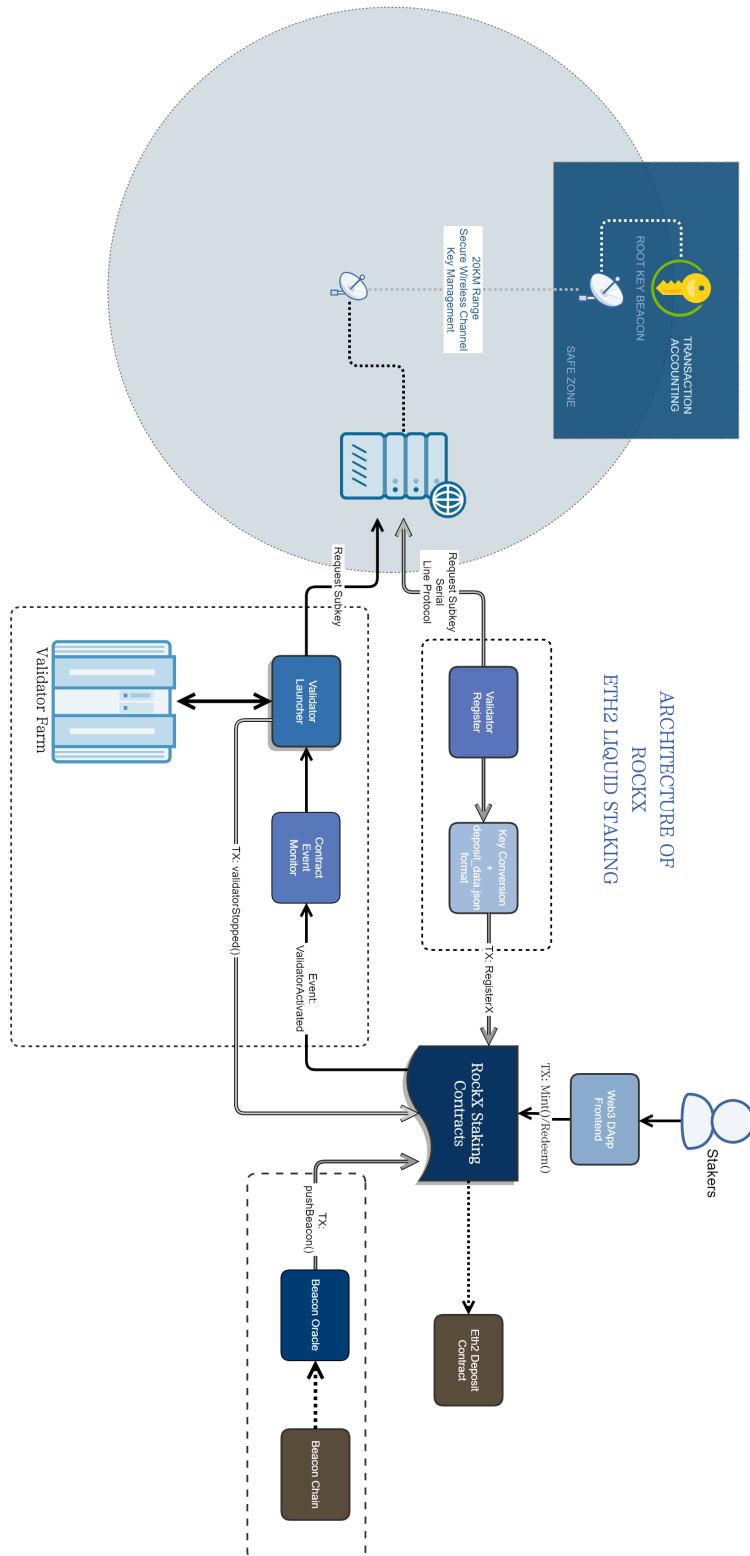 ARCHITECTURE OF
ROCKX
ETH2 LIQUID STAKING
TRANSACTION
ACCOUNTING
ROOT KEY BEACON
SAFE ZONE
20KM Range
Secure Wireless Channel
Key Management
Request Subkey
Serial
Line Protocol
Request Subkey
Validator
Register
Key Conversion
+
deposit_data.json
format
TX: RegisterX
Validator
Launcher
Contract
Event
Monitor
Validator Farm
TX: validatorStopped()
Event:
ValidatorActivated
Stakers
Web3 DApp
Frontend
TX: Mint()/Redeem()
RockX Staking
Contracts
Eth2 Deposit
Contract
TX:
pushBeacon()
Beacon Oracle
Beacon Chain